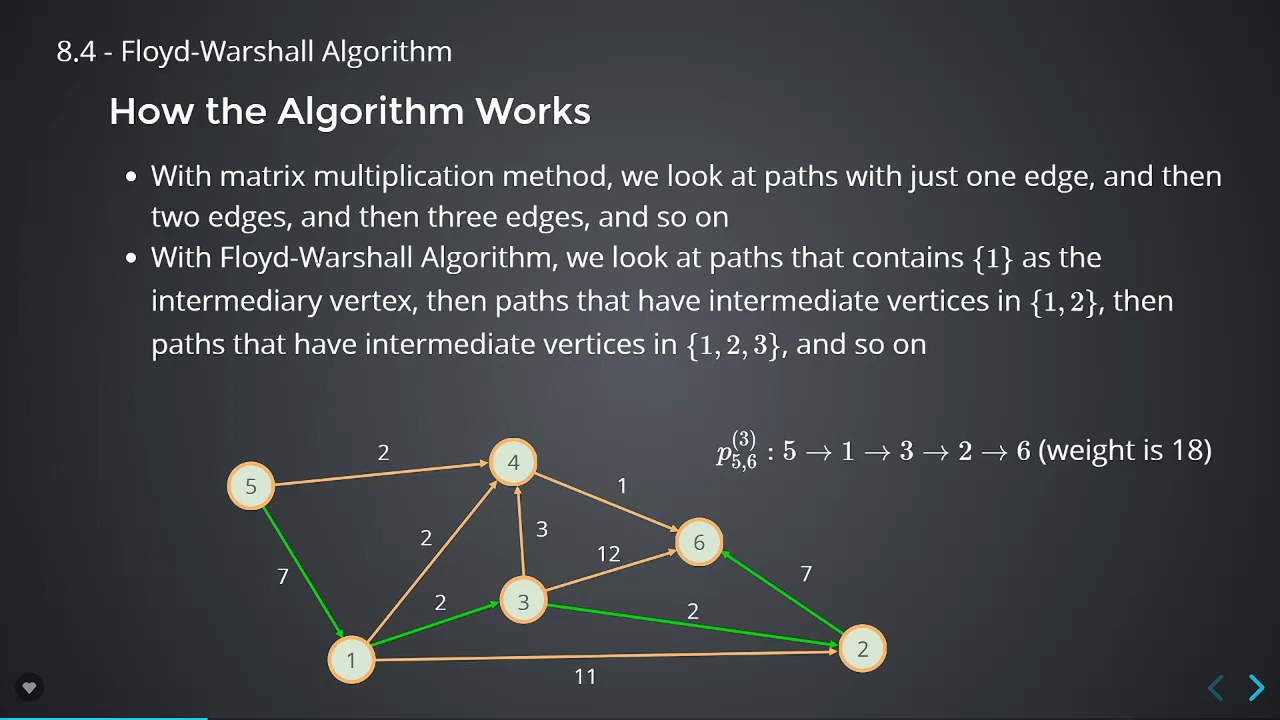 8.4 - Floyd-Warshall Algorithm
How the Algorithm Works
• With matrix multiplication method, we look at paths with just one edge, and then
two edges, and then three edges, and so on
• With Floyd-Warshall Algorithm, we look at paths that contains {1} as the
intermediary vertex, then paths that have intermediate vertices in {1, 2}, then
paths that have intermediate vertices in {1, 2, 3}, and so on
p_{5,6}^{(3)} : 5 → 1 → 3 → 2 → 6 (weight is 18)
2
4
5
1
2
3
12
6
7
7
2
3
2
1
11
2